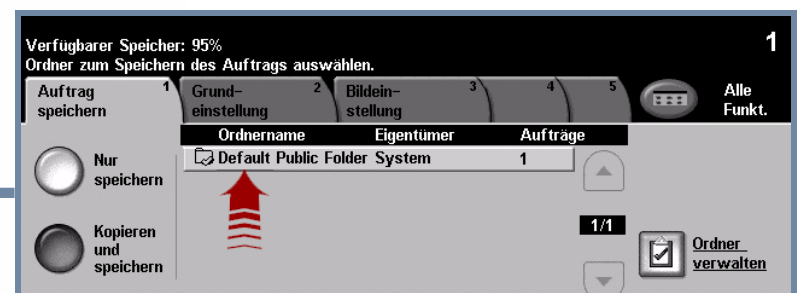 1
Verfügbarer Speicher: 95%
Ordner zum Speichern des Auftrags auswählen.
Auftrag speichern 1
Grund- einstellung 2
Bildein- stellung 3
4
5
Alle Funkt.
Ordnername Eigentümer Aufträge
Default Public Folder System 1
Nur
speichern
1/1
Kopieren
und
speichern
Ordner
verwalten